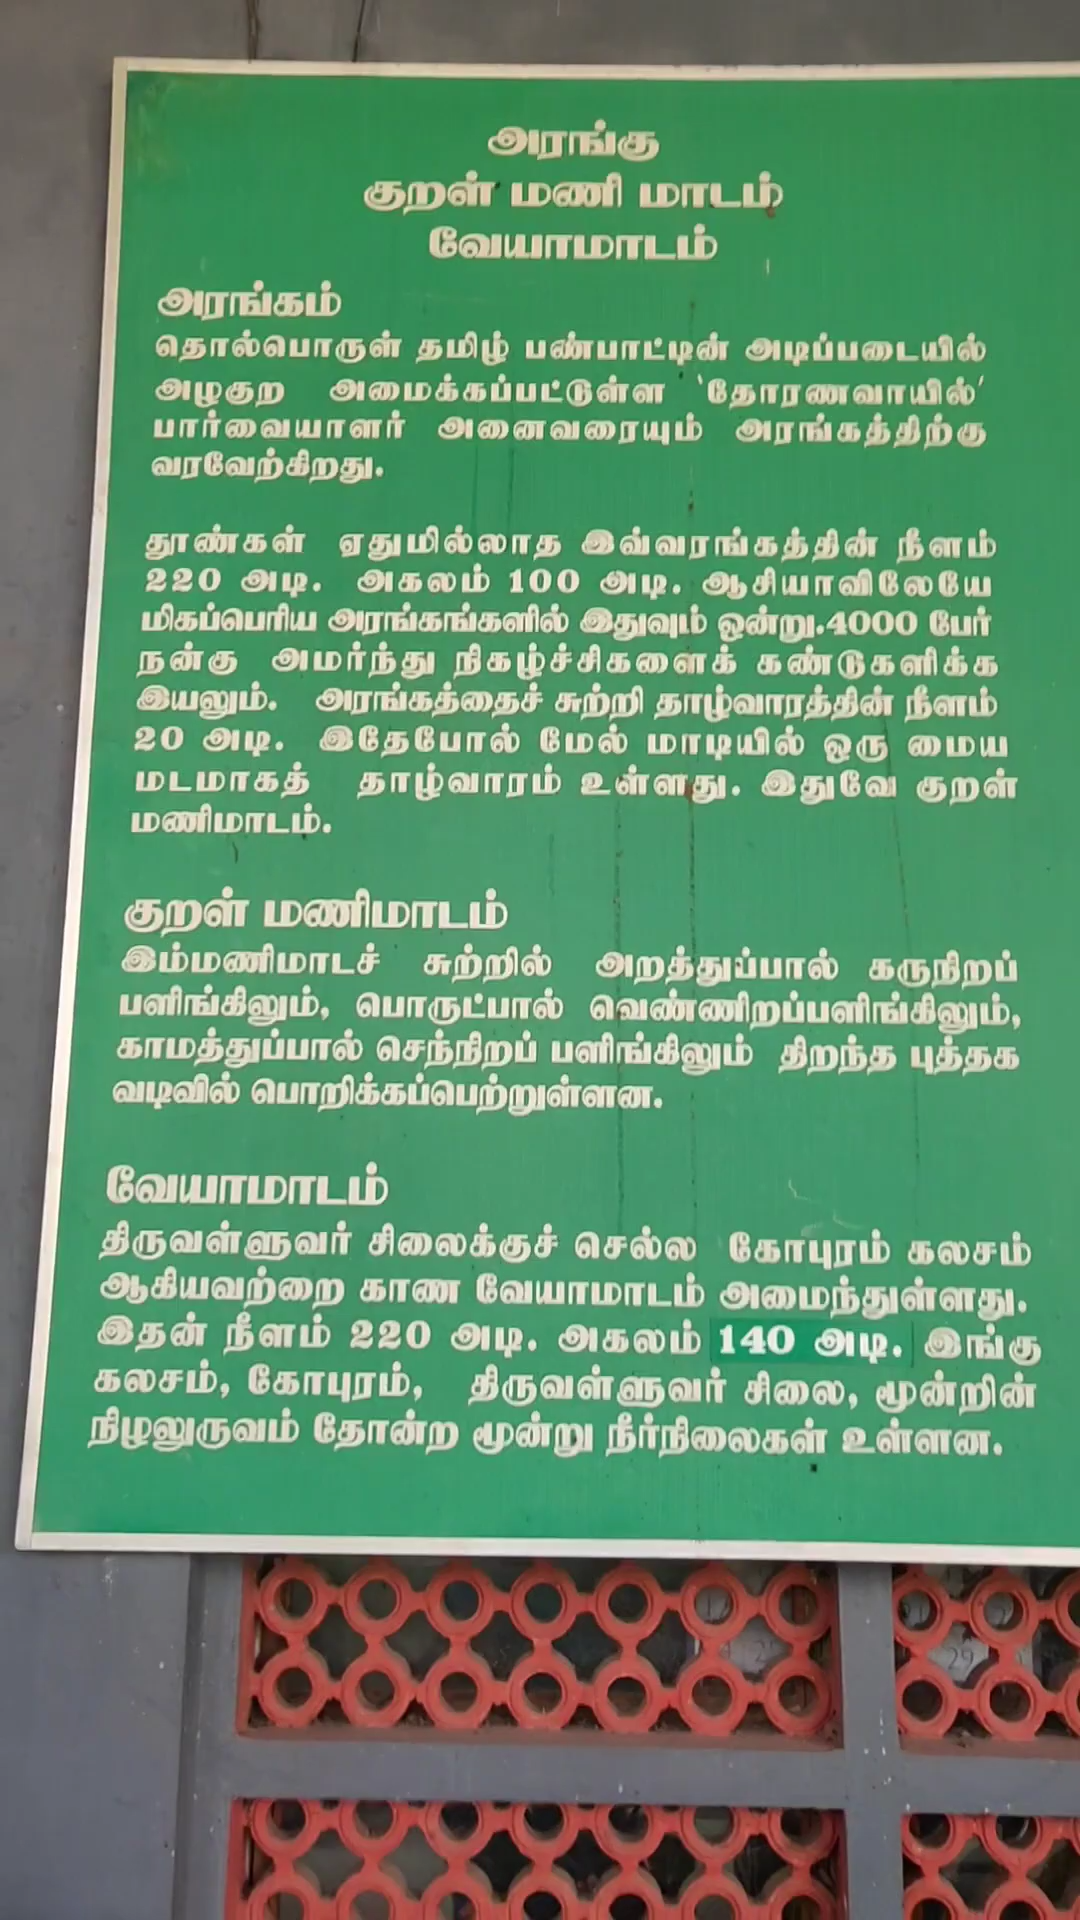 அரங்கு
குறள் மணி மாடம்
வேயாமாடம்
அரங்கம்
தொல்பொருள் தமிழ் பண்பாட்டின் அடிப்படையில்
அழகுற அமைக்கப்பட்டுள்ள 'தோரணவாயில்'
பார்வையாளர் அனைவரையும் அரங்கத்திற்கு
வரவேற்கிறது.
தூண்கள் ஏதுமில்லாத இவ்வரங்கத்தின் நீளம்
220 அடி. அகலம் 100 அடி. ஆசியாவிலேயே
மிகப்பெரிய அரங்கங்களில் இதுவும் ஒன்று.4000 பேர்
நன்கு அமர்ந்து நிகழ்ச்சிகளைக் கண்டுகளிக்க
இயலும். அரங்கத்தைச் சுற்றி தாழ்வாரத்தின் நீளம்
20 அடி. இதேபோல் மேல் மாடியில் ஒரு மைய
மடமாகத் தாழ்வாரம் உள்ளது. இதுவே குறள்
மணிமாடம்.
குறள் மணிமாடம்
இம்மணிமாடச் சுற்றில் அறத்துப்பால் கருநிறப்
பளிங்கிலும், பொருட்பால் வெண்ணிறப்பளிங்கிலும்,
காமத்துப்பால் செந்நிறப் பளிங்கிலும் திறந்த புத்தக
வடிவில் பொறிக்கப்பெற்றுள்ளன.
வேயாமாடம்
திருவள்ளுவர் சிலைக்குச் செல்ல கோபுரம் கலசம்
ஆகியவற்றை காண வேயாமாடம் அமைந்துள்ளது.
இதன் நீளம் 220 அடி. அகலம் 140 அடி. இங்கு
கலசம், கோபுரம், திருவள்ளுவர் சிலை, மூன்றின்
நிழலுருவம் தோன்ற மூன்று நீர்நிலைகள் உள்ளன.
29